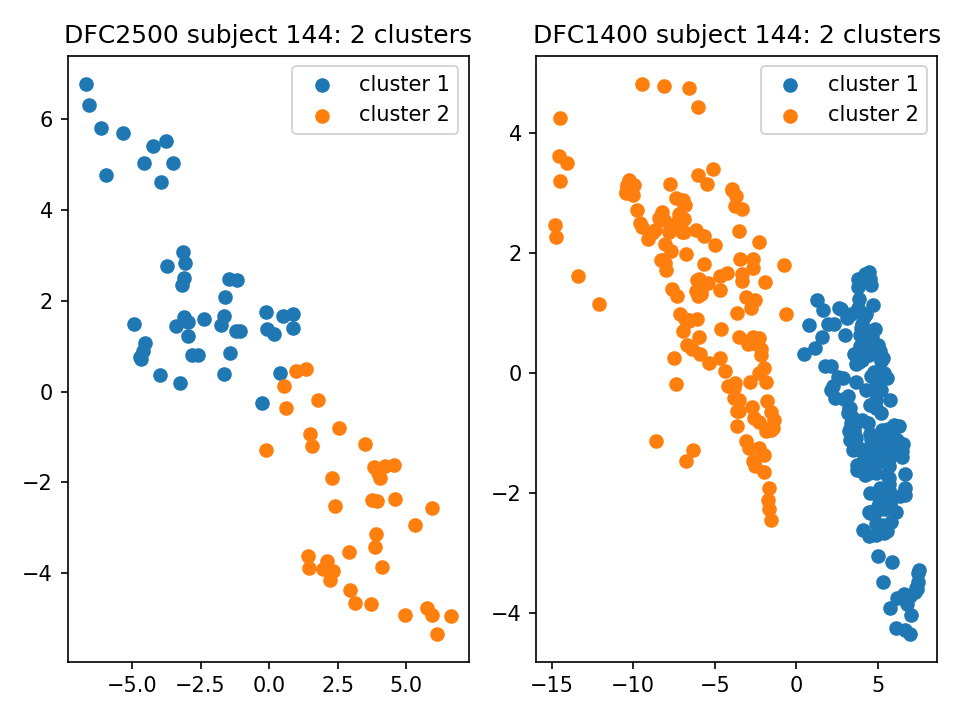 DFC2500 subject 144: 2 clusters
cluster 1
cluster 2
6
4
2
0
−2
−4
−5.0 −2.5 0.0 2.5 5.0
DFC1400 subject 144: 2 clusters
cluster 1
cluster 2
4
2
0
−2
−4
−15 −10 −5 0 5